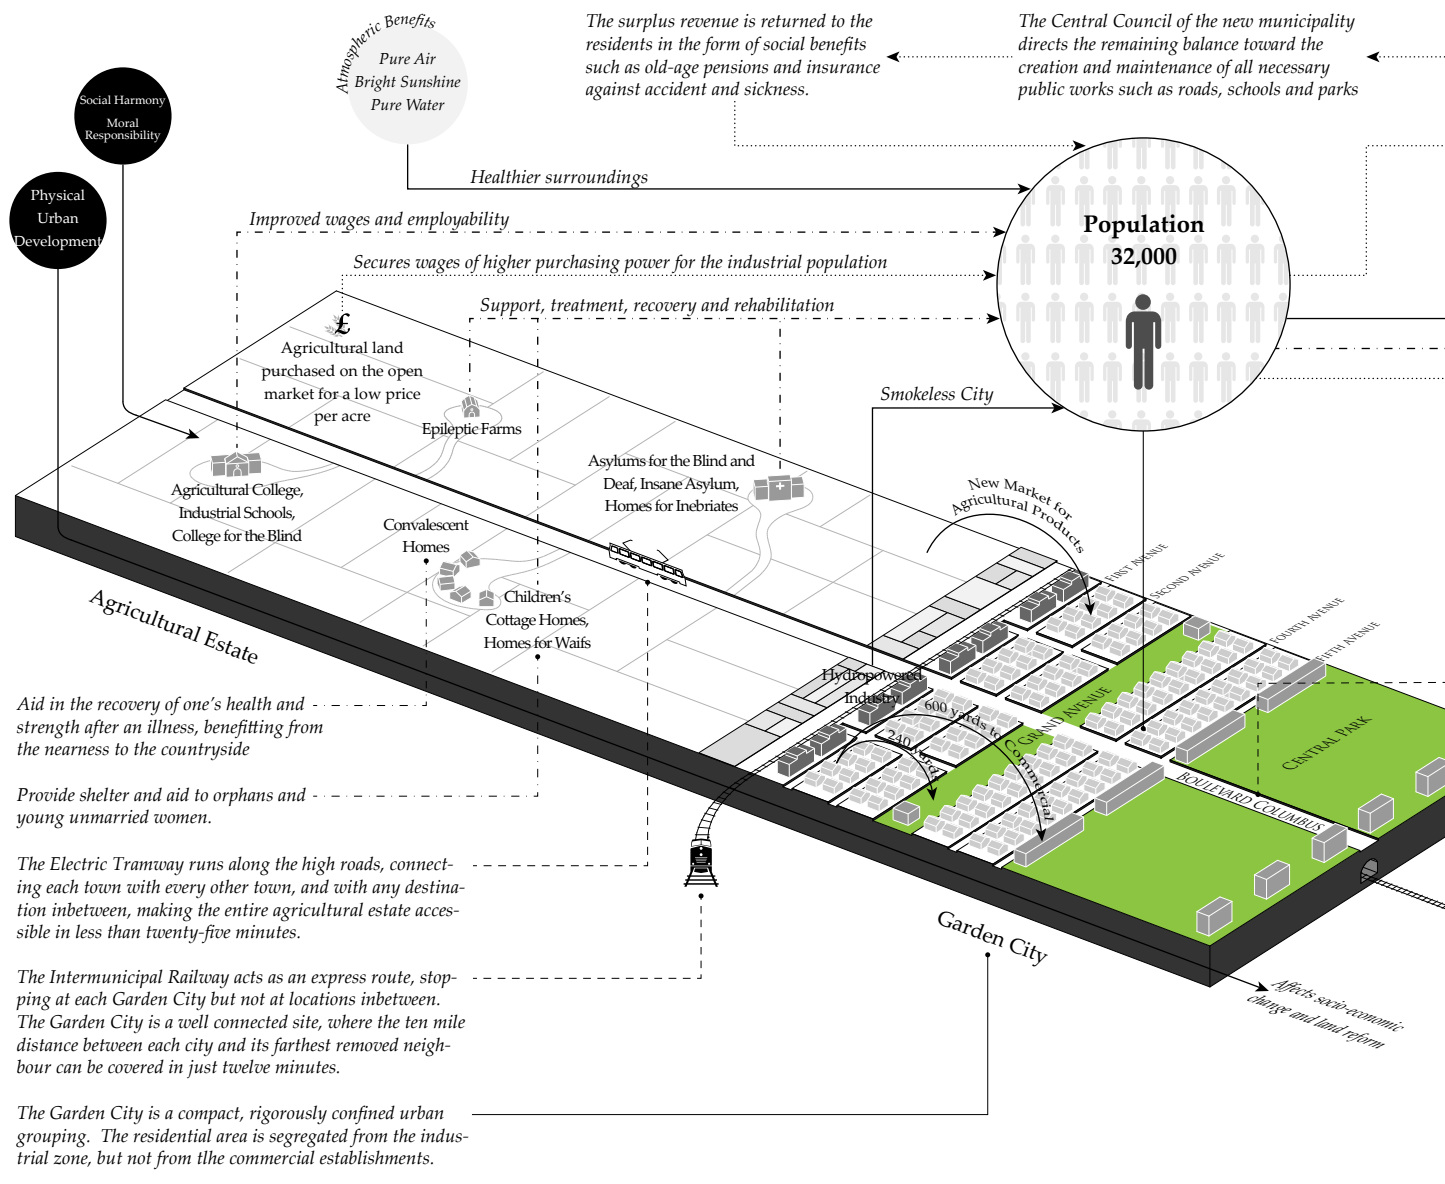 Atmospheric Benefits
Pure Air
Bright Sunshine
Pure Water
The surplus revenue is returned to the
residents in the form of social benefits
such as old-age pensions and insurance
against accident and sickness.
The Central Council of the new municipality
directs the remaining balance toward the
creation and maintenance of all necessary
public works such as roads, schools and parks
Social Harmony
Moral
Responsibility
Physical
Urban
Development
Healthier surroundings
Improved wages and employability
Secures wages of higher purchasing power for the industrial population
Support, treatment, recovery and rehabilitation
Population
32,000
£
Agricultural land
purchased on the open
market for a low price
per acre
Smokeless City
Epileptic Farms
Asylums for the Blind and
Deaf, Insane Asylum,
Homes for Inebriates
Agricultural College,
Industrial Schools,
College for the Blind
New Market for
Agricultural Products
Convalescent
Homes
Children's
Cottage Homes,
Homes for Waifs
Agricultural Estate
FIRST AVENUE
SECOND AVENUE
FOURTH AVENUE
FIFTH AVENUE
Hydropowered
Industry
600 yards to Commercial
240 yards
GRAND AVENUE
CENTRAL PARK
BOULEVARD COLUMBUS
Aid in the recovery of one's health and
strength after an illness, benefitting from
the nearness to the countryside
Provide shelter and aid to orphans and
young unmarried women.
The Electric Tramway runs along the high roads, connect-
ing each town with every other town, and with any destina-
tion inbetween, making the entire agricultural estate acces-
sible in less than twenty-five minutes.
Garden City
The Intermunicipal Railway acts as an express route, stop-
ping at each Garden City but not at locations inbetween.
The Garden City is a well connected site, where the ten mile
distance between each city and its farthest removed neigh-
bour can be covered in just twelve minutes.
Affects socio-economic
change and land reform
The Garden City is a compact, rigorously confined urban
grouping.  The residential area is segregated from the indus-
trial zone, but not from tlhe commercial establishments.